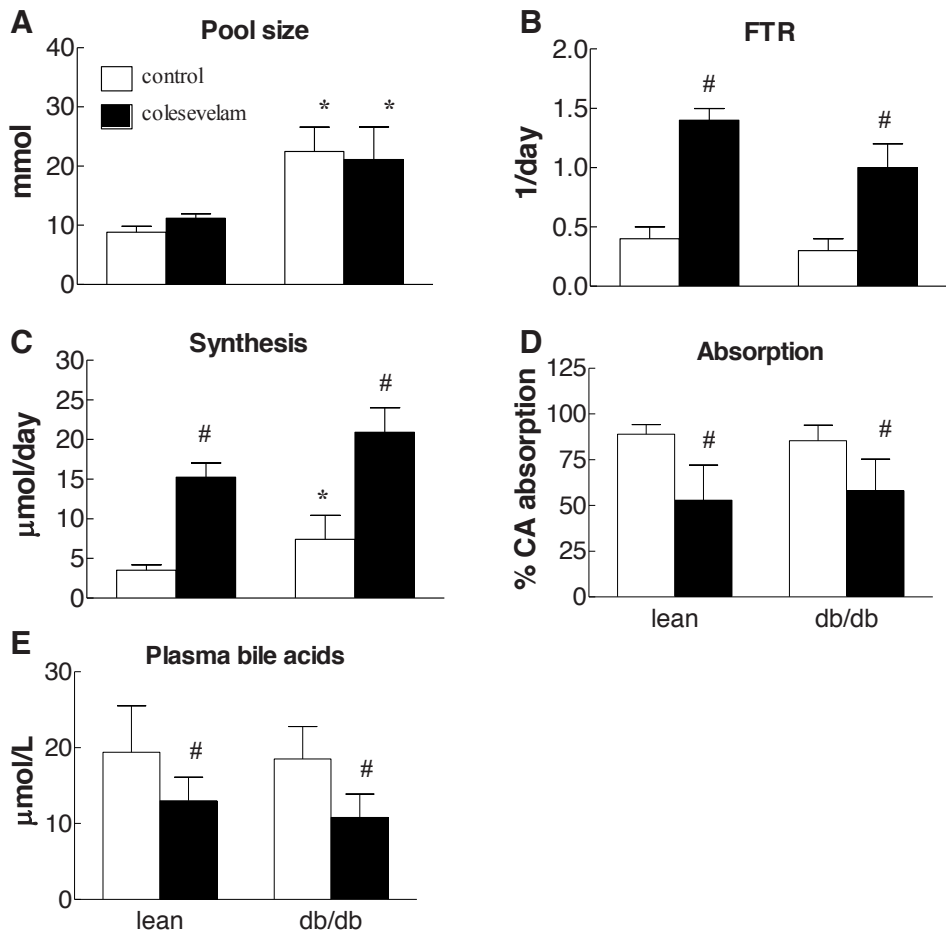 A
Pool size
40
30
20
10
0
mmol
control
colesevelam
*
*
B
FTR
2.0
1.5
1.0
0.5
0.0
1/day
#
#
C
Synthesis
30
25
20
15
10
5
0
µmol/day
#
*
#
D
Absorption
125
100
75
50
25
0
% CA absorption
#
#
lean
db/db
E
Plasma bile acids
30
20
10
0
µmol/L
#
#
lean
db/db